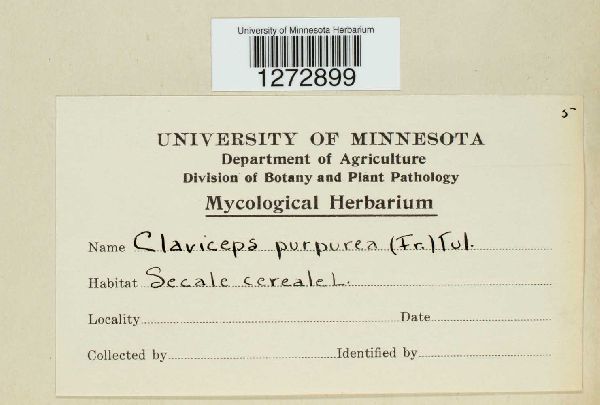 University of Minnesota Herbarium
1272899
5
UNIVERSITY OF MINNESOTA
Department of Agriculture
Division of Botany and Plant Pathology
Mycological Herbarium
Name Claviceps purpurea (Fr.) Tul.
Habitat Secale cereale L.
Locality Date
Collected by Identified by